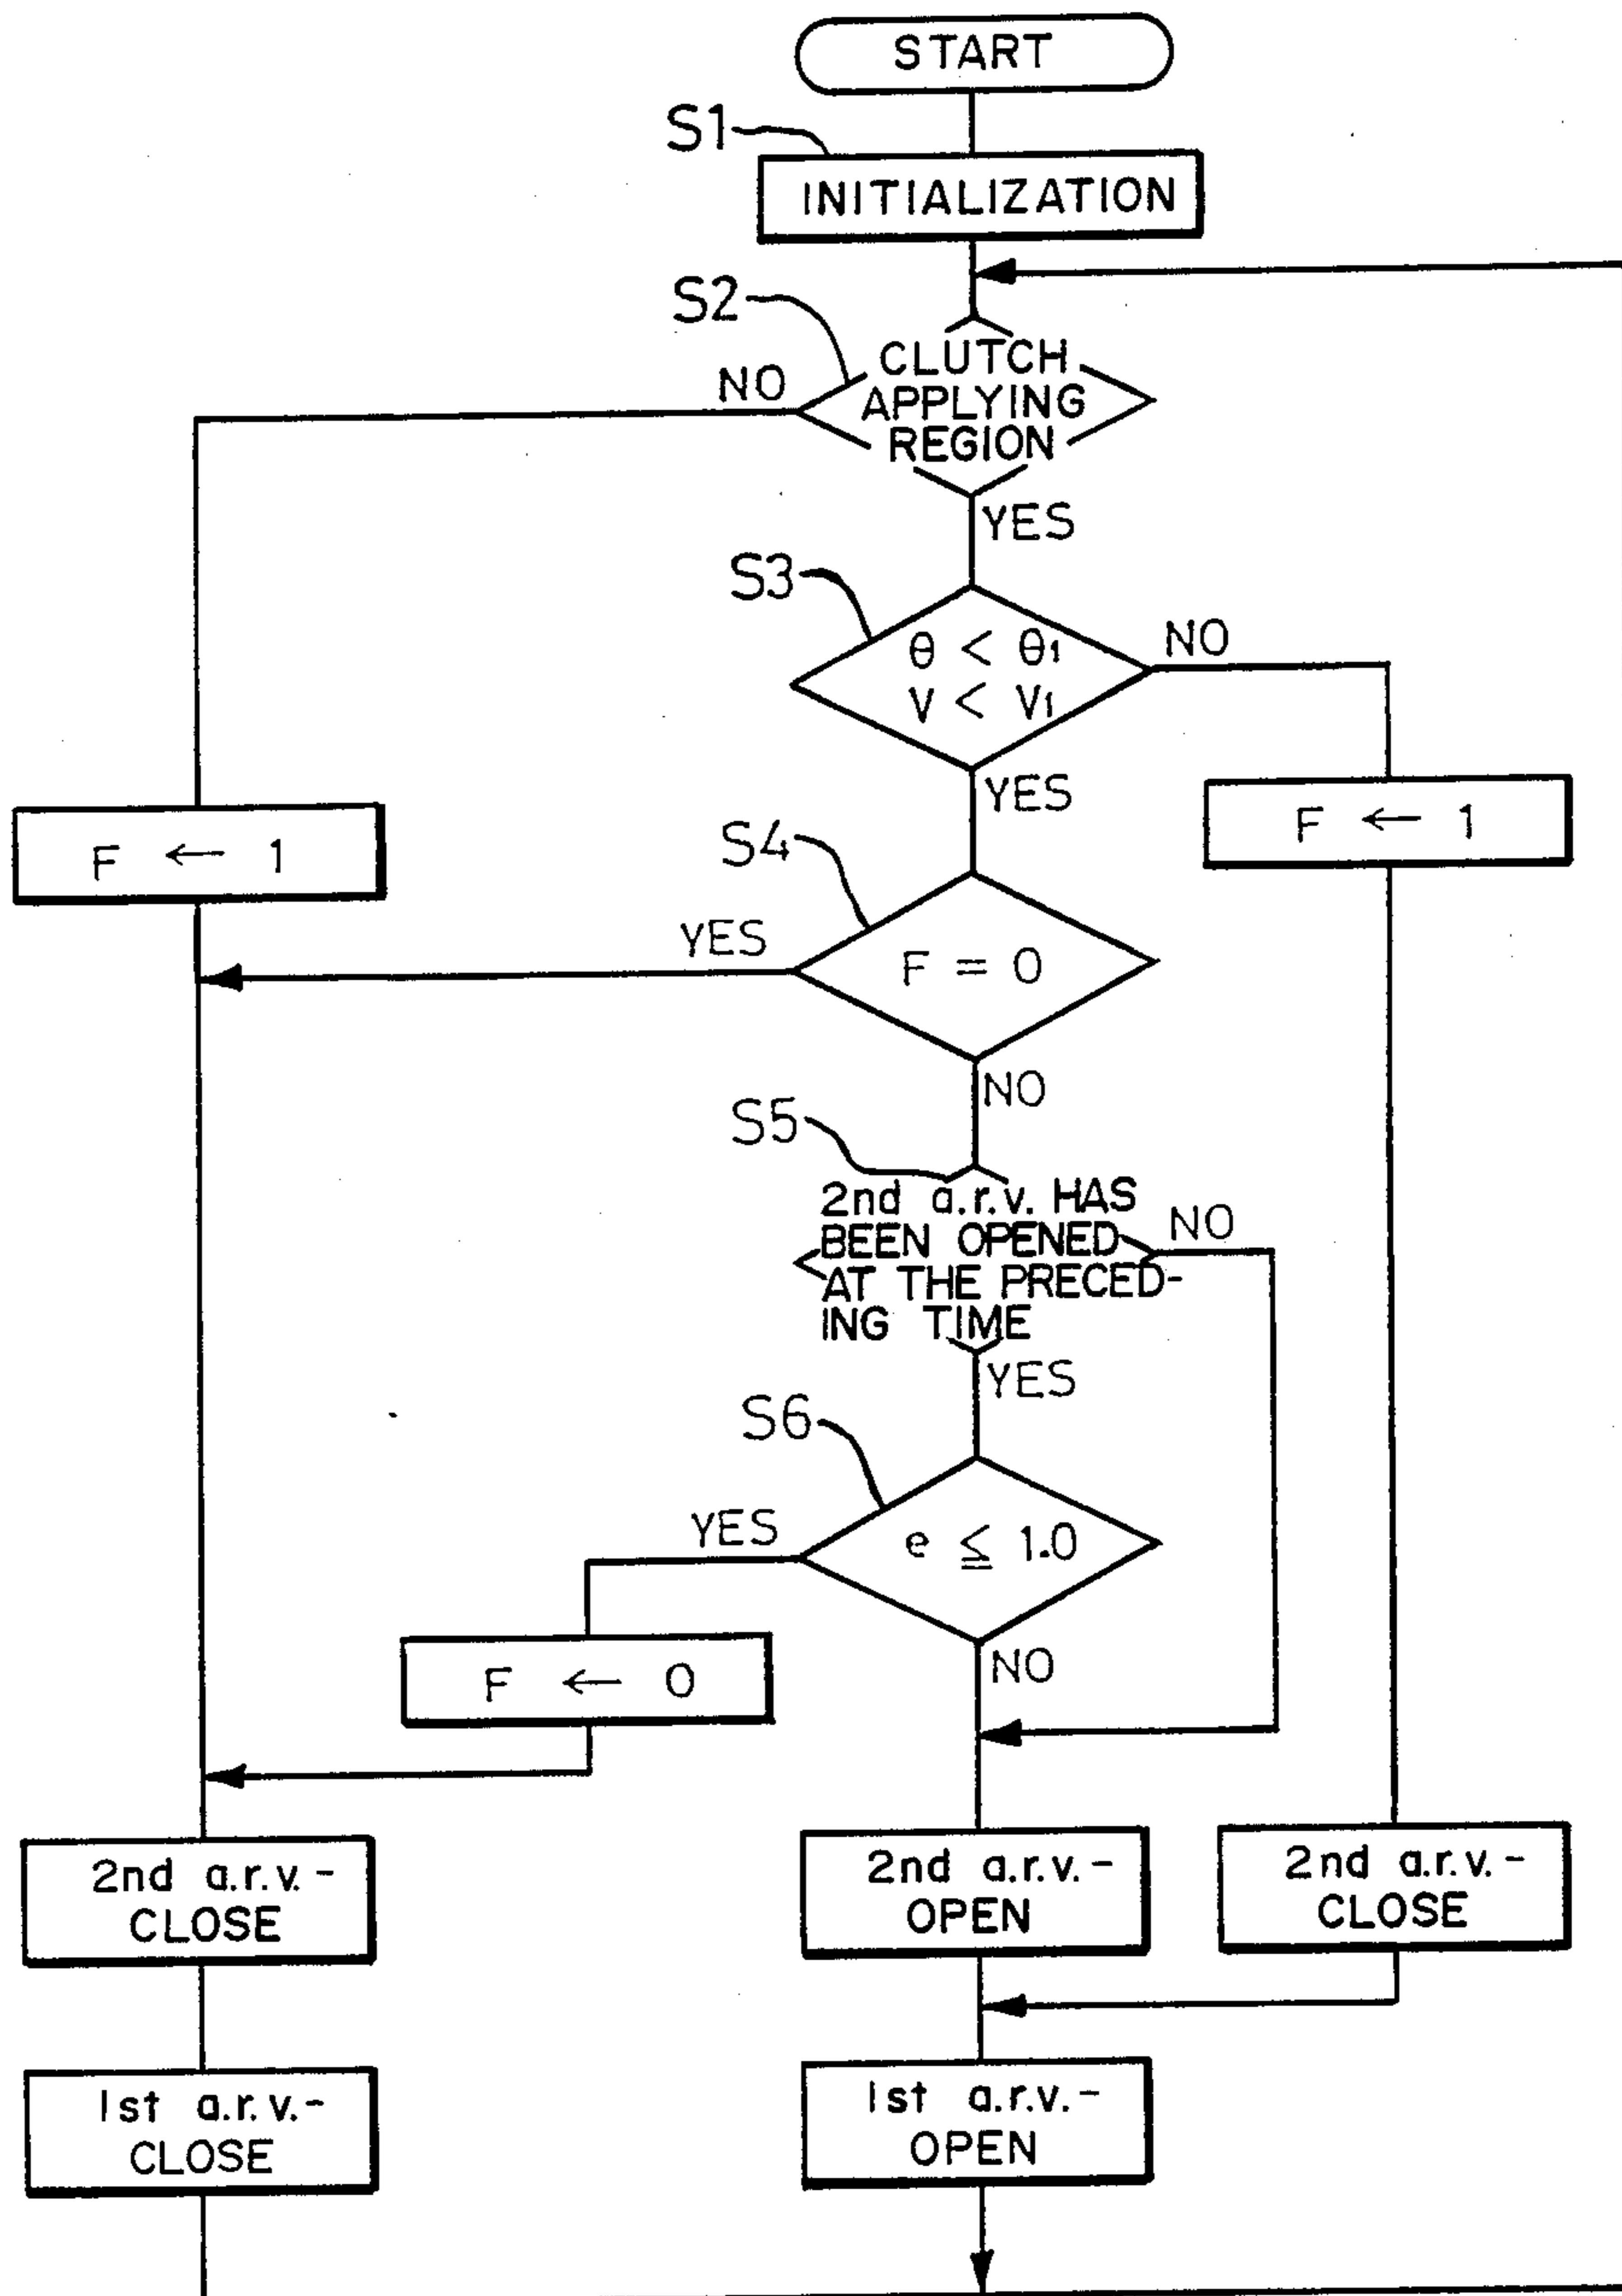 START
S1
INITIALIZATION
S2
NO
CLUTCH
APPLYING
REGION
YES
S3
θ < θ1
V < V1
NO
YES
F ← 1
F ← 1
S4
YES
F = 0
NO
S5
2nd a.r.v. HAS
BEEN OPENED
AT THE PRECED-
ING TIME
NO
YES
S6
YES
e ≦ 1.0
NO
F ← 0
2nd a.r.v.-
CLOSE
2nd a.r.v.-
OPEN
2nd a.r.v.-
CLOSE
1st a.r.v.-
CLOSE
1st a.r.v.-
OPEN